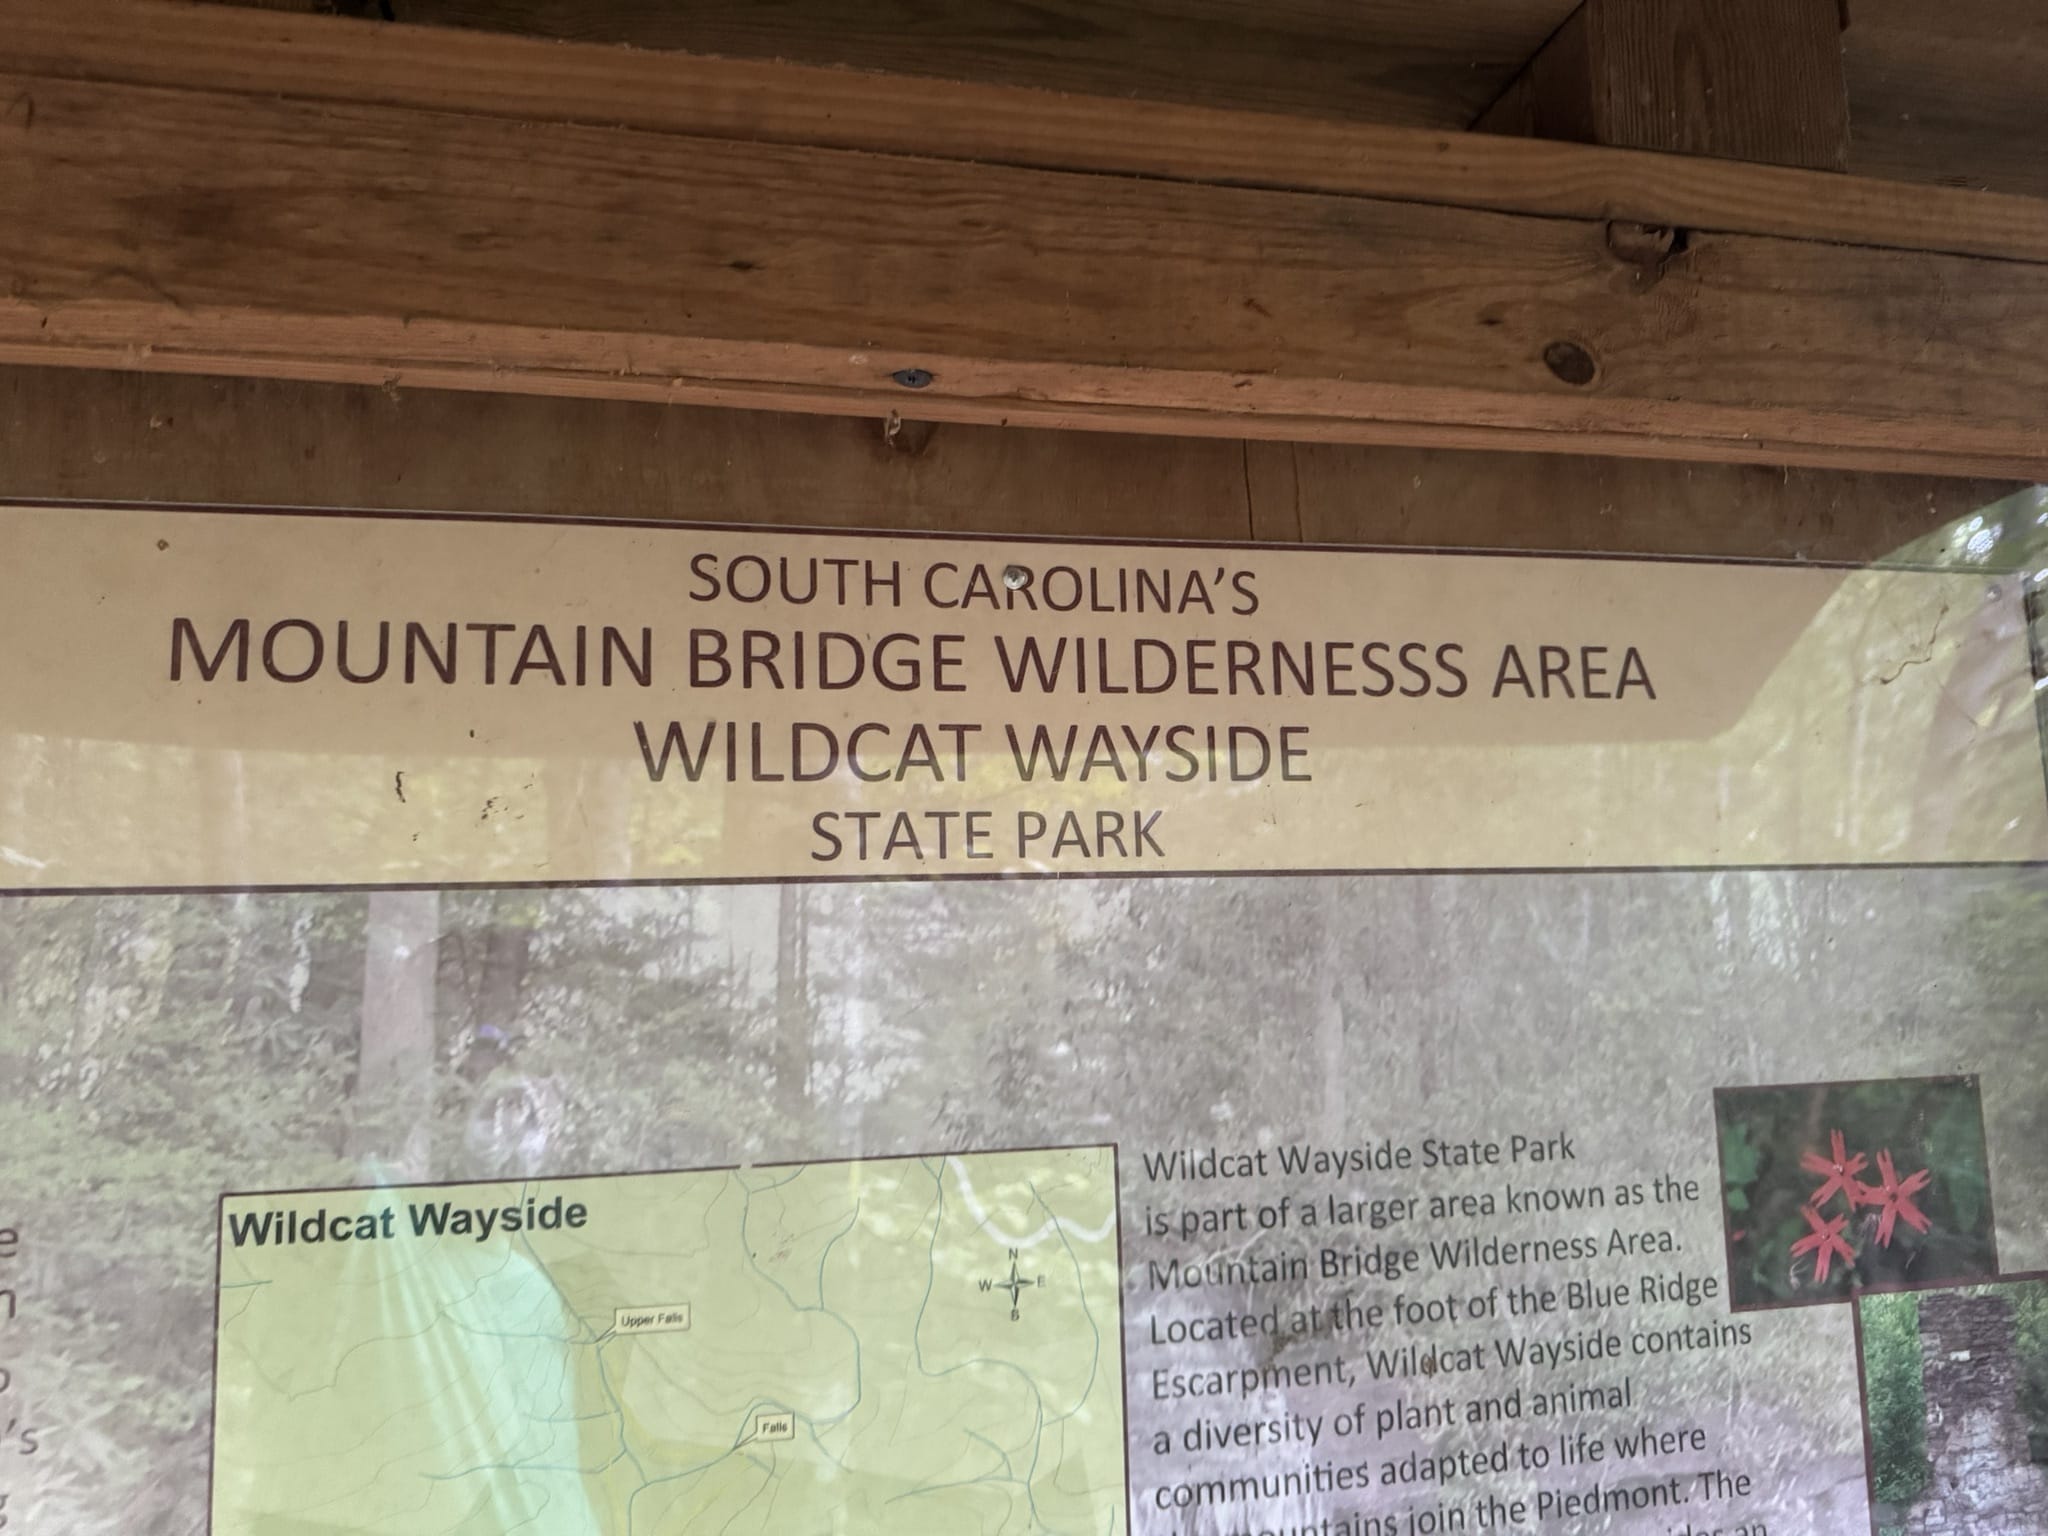 SOUTH CAROLINA'S
MOUNTAIN BRIDGE WILDERNESSS AREA
WILDCAT WAYSIDE
STATE PARK
Wildcat Wayside
N
W
E
S
Upper Falls
Falls
Wildcat Wayside State Park
is part of a larger area known as the
Mountain Bridge Wilderness Area.
Located at the foot of the Blue Ridge
Escarpment, Wildcat Wayside contains
a diversity of plant and animal
communities adapted to life where
join the Piedmont. The